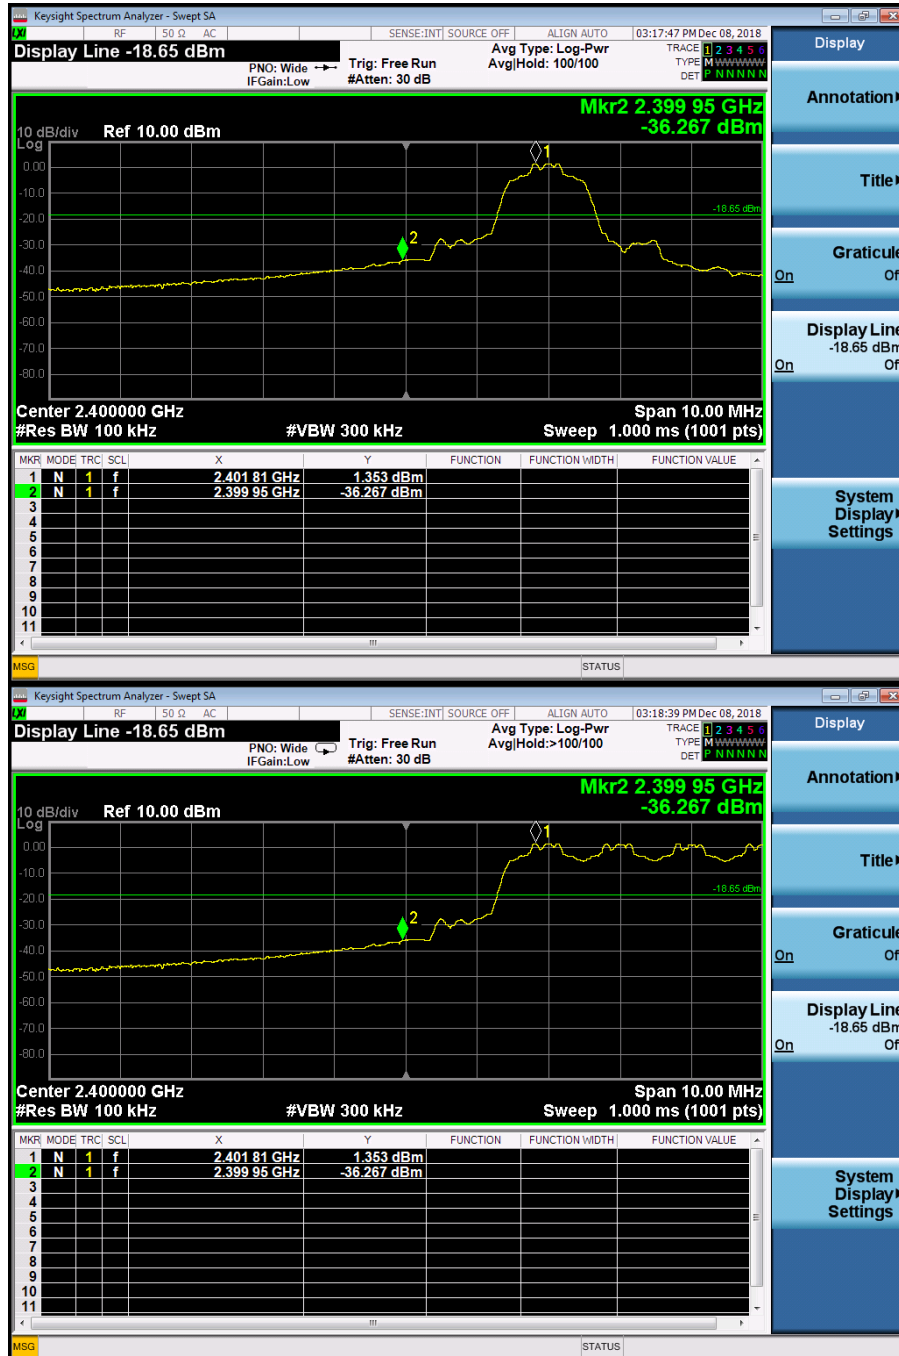 Keysight Spectrum Analyzer - Swept SA
LXI RF 50 Ω AC SENSE:INT SOURCE OFF ALIGN AUTO 03:17:47 PM Dec 08, 2018
Display Line -18.65 dBm
PNO: Wide
IFGain:Low
Trig: Free Run
#Atten: 30 dB
Avg Type: Log-Pwr
Avg|Hold: 100/100
TRACE 1 2 3 4 5 6
TYPE M WWWWW
DET P N N N N N
Mkr2 2.399 95 GHz
-36.267 dBm
10 dB/div Ref 10.00 dBm
Log
1
0.00
-10.0
-18.65 dBm
-20.0
2
-30.0
-40.0
-50.0
-60.0
-70.0
-80.0
Center 2.400000 GHz Span 10.00 MHz
#Res BW 100 kHz #VBW 300 kHz Sweep 1.000 ms (1001 pts)
MKR MODE TRC SCL X Y FUNCTION FUNCTION WIDTH FUNCTION VALUE
1 N 1 f 2.401 81 GHz 1.353 dBm
2 N 1 f 2.399 95 GHz -36.267 dBm
3
4
5
6
7
8
9
10
11
MSG STATUS
Display
Annotation
Title
Graticule
On Of
Display Line
-18.65 dBm
On Of
System
Display
Settings
Keysight Spectrum Analyzer - Swept SA
LXI RF 50 Ω AC SENSE:INT SOURCE OFF ALIGN AUTO 03:18:39 PM Dec 08, 2018
Display Line -18.65 dBm
PNO: Wide
IFGain:Low
Trig: Free Run
#Atten: 30 dB
Avg Type: Log-Pwr
Avg|Hold:>100/100
TRACE 1 2 3 4 5 6
TYPE M WWWWW
DET P N N N N N
Mkr2 2.399 95 GHz
-36.267 dBm
10 dB/div Ref 10.00 dBm
Log
1
0.00
-10.0
-18.65 dBm
-20.0
2
-30.0
-40.0
-50.0
-60.0
-70.0
-80.0
Center 2.400000 GHz Span 10.00 MHz
#Res BW 100 kHz #VBW 300 kHz Sweep 1.000 ms (1001 pts)
MKR MODE TRC SCL X Y FUNCTION FUNCTION WIDTH FUNCTION VALUE
1 N 1 f 2.401 81 GHz 1.353 dBm
2 N 1 f 2.399 95 GHz -36.267 dBm
3
4
5
6
7
8
9
10
11
MSG STATUS
Display
Annotation
Title
Graticule
On Of
Display Line
-18.65 dBm
On Of
System
Display
Settings